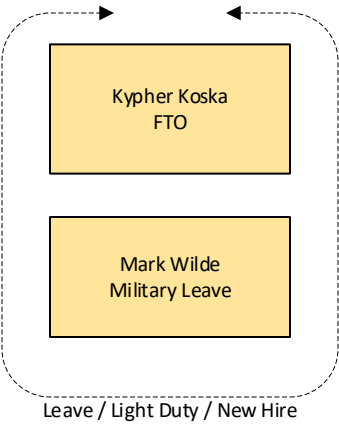 Kypher Koska
FTO
Mark Wilde
Military Leave
Leave / Light Duty / New Hire